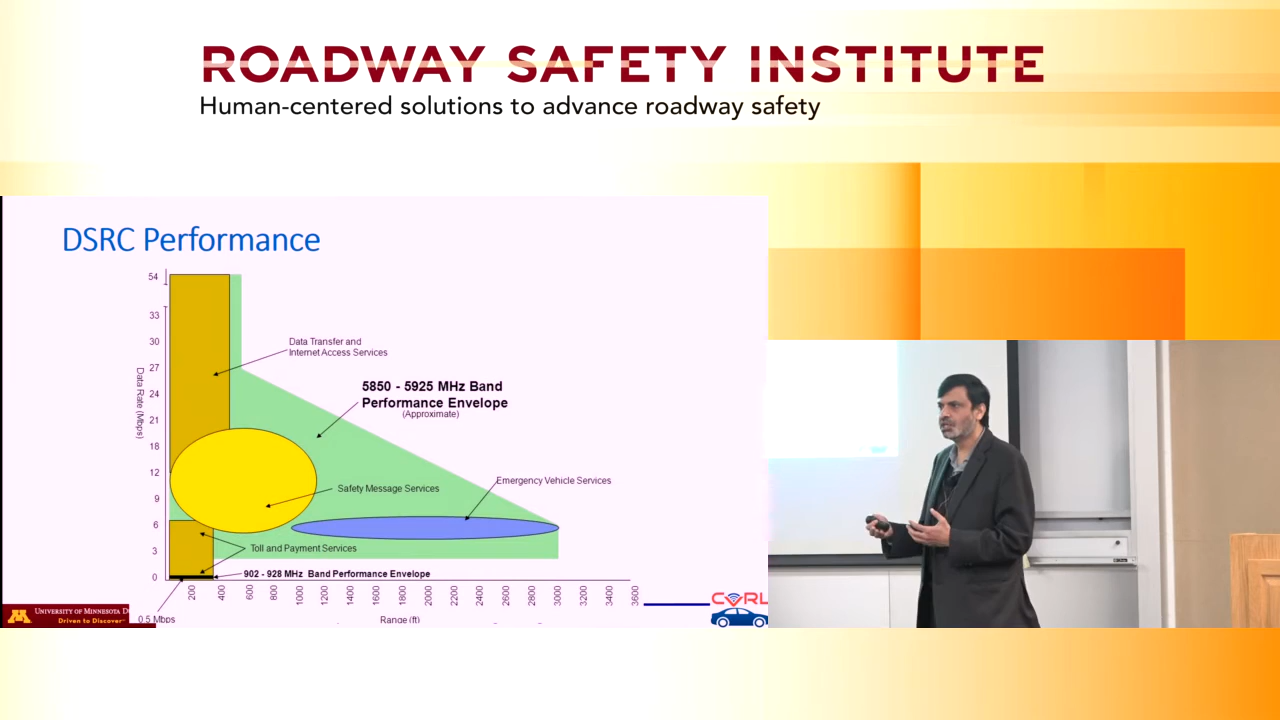 ROADWAY SAFETY INSTITUTE
Human-centered solutions to advance roadway safety
DSRC Performance
54
33
30
27
24
21
18
12
9
6
3
0
Data Rate (Mbps)
Data Transfer and
Internet Access Services
5850 - 5925 MHz Band
Performance Envelope
(Approximate)
Safety Message Services
Emergency Vehicle Services
Toll and Payment Services
902 - 928 MHz Band Performance Envelope
0.5 Mbps
200
400
600
800
1000
1200
1400
1600
1800
2000
2200
2400
2600
2800
3000
3200
3400
3600
Range (ft)
UNIVERSITY OF MINNESOTA D
Driven to Discover
CVRL